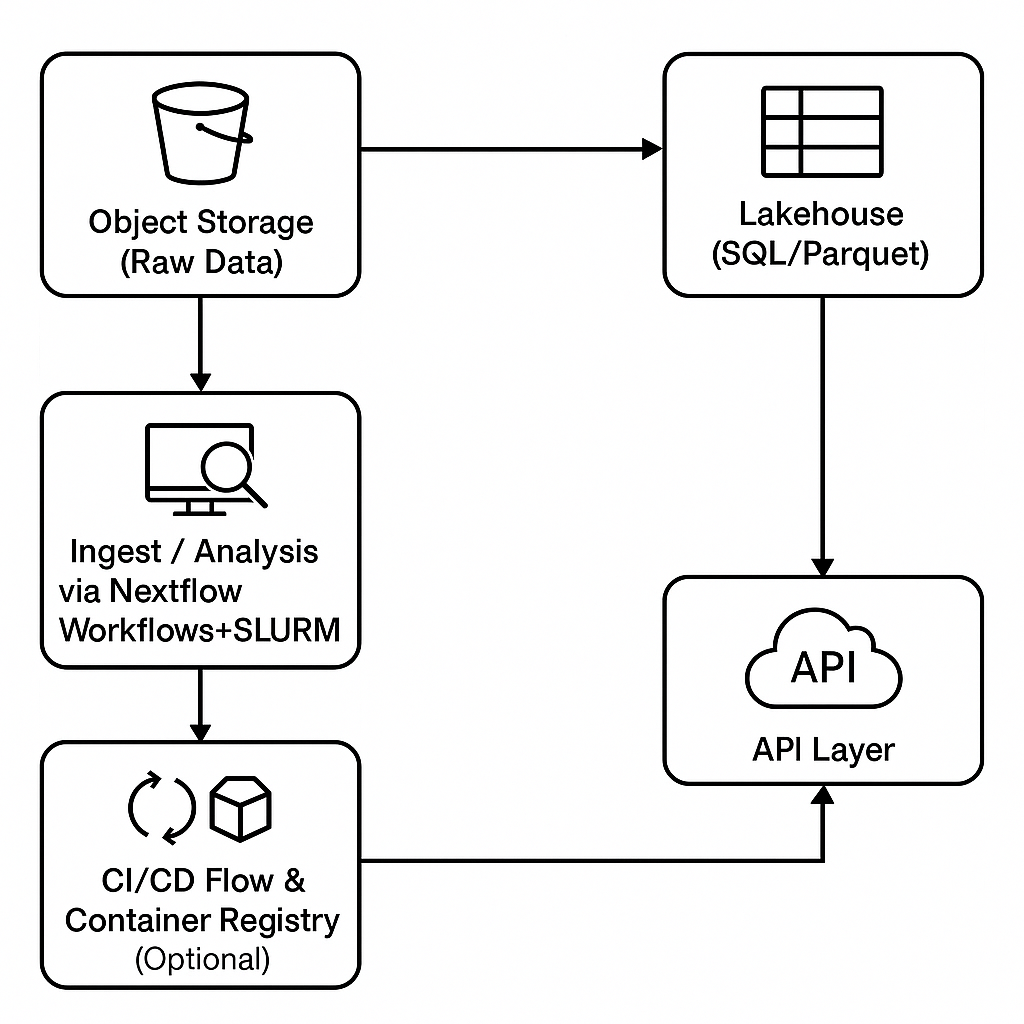 Object Storage
(Raw Data)
Lakehouse
(SQL/Parquet)
Ingest / Analysis
via Nextflow
Workflows+SLURM
API
API Layer
CI/CD Flow &
Container Registry
(Optional)